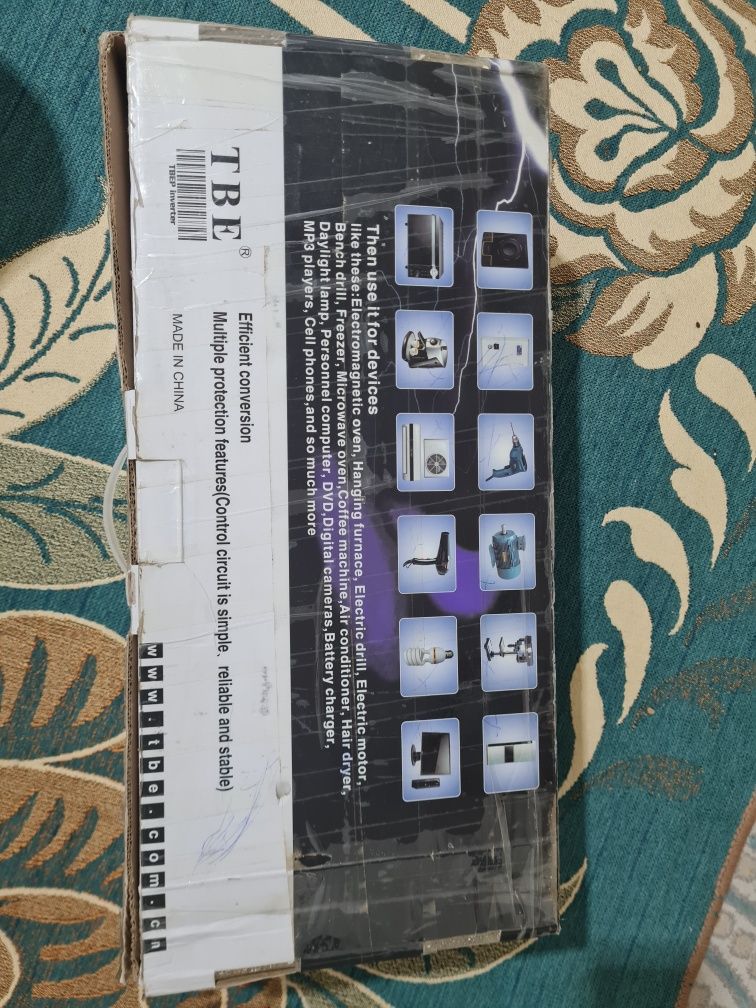 Then use it for devices
like these:Electromagnetic oven, Hanging furnace, Electric drill, Electric motor,
Bench drill, Freezer, Microwave oven,Coffee machine,Air conditioner, Hair dryer,
Daylight lamp, Personnel computer, DVD,Digital cameras,Battery charger,
MP3 players, Cell phones,and so much more
TBE®
TBEP inverter
Efficient conversion
Multiple protection features(Control circuit is simple、reliable and stable)
MADE IN CHINA
www.tbe.com.cn